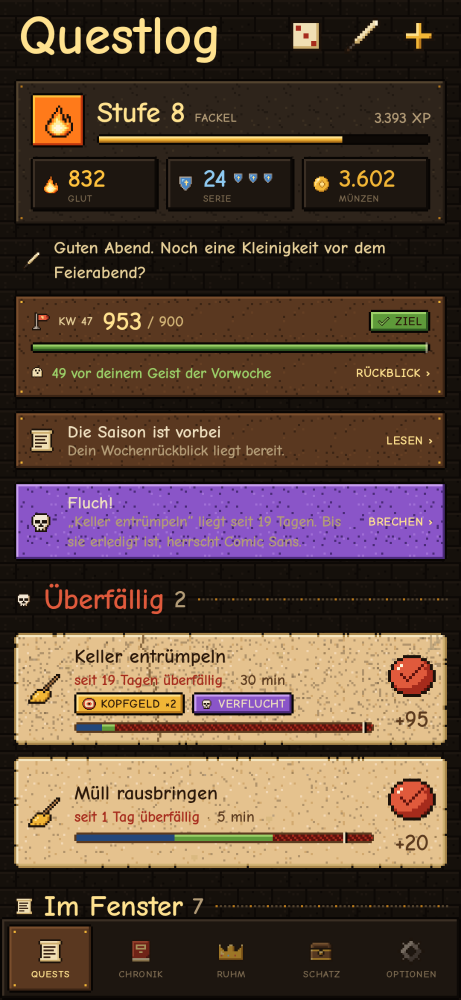 Questlog
Stufe 8 FACKEL 3.393 XP
832 24 3.602
GLUT SERIE MÜNZEN
Guten Abend. Noch eine Kleinigkeit vor dem
Feierabend?
KW 47 953 / 900 ZIEL
49 vor deinem Geist der Vorwoche RÜCKBLICK ›
Die Saison ist vorbei
Dein Wochenrückblick liegt bereit. LESEN ›
Fluch!
„Keller entrümpeln“ liegt seit 19 Tagen. Bis BRECHEN ›
sie erledigt ist, herrscht Comic Sans.
Überfällig 2
Keller entrümpeln
seit 19 Tagen überfällig 30 min
KOPFGELD ×2 VERFLUCHT
+95
Müll rausbringen
seit 1 Tag überfällig 5 min
+20
Im Fenster 7
QUESTS CHRONIK RUHM SCHATZ OPTIONEN